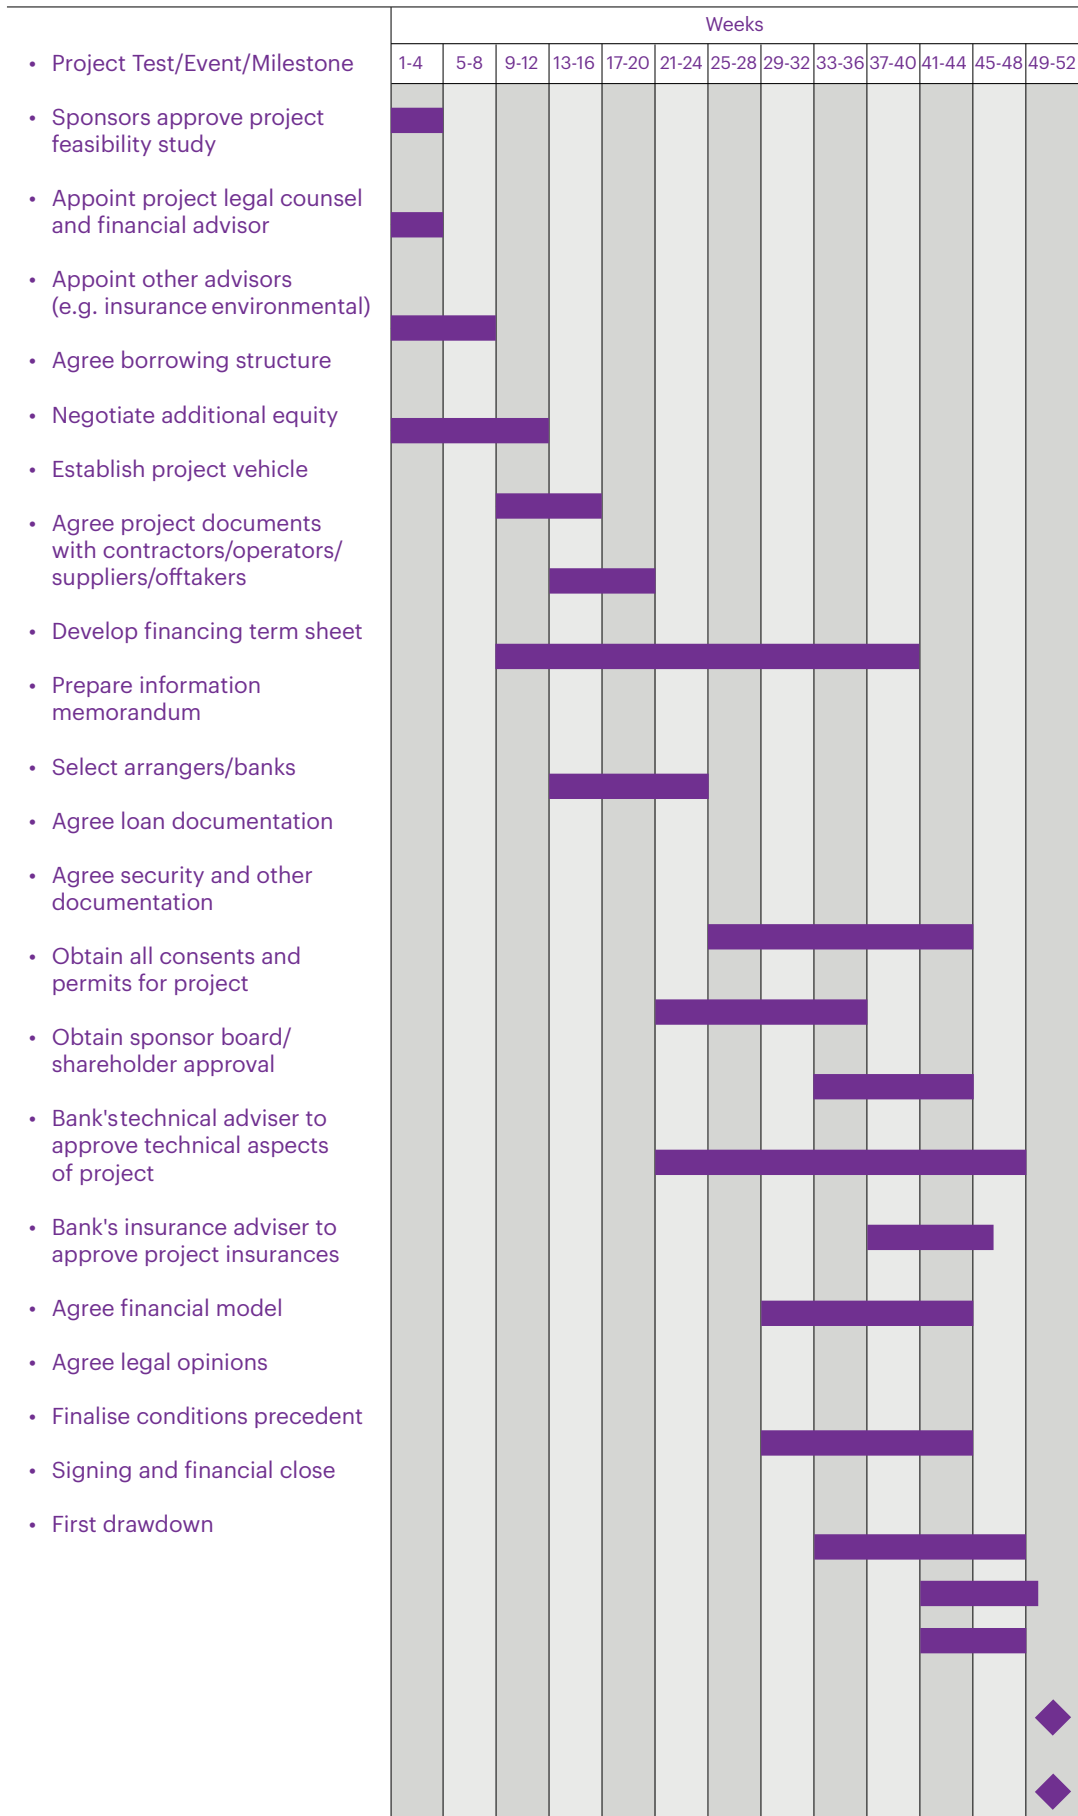 Weeks
• Project Test/Event/Milestone
1-4 5-8 9-12 13-16 17-20 21-24 25-28 29-32 33-36 37-40 41-44 45-48 49-52
• Sponsors approve project
feasibility study
• Appoint project legal counsel
and financial advisor
• Appoint other advisors
(e.g. insurance environmental)
• Agree borrowing structure
• Negotiate additional equity
• Establish project vehicle
• Agree project documents
with contractors/operators/
suppliers/offtakers
• Develop financing term sheet
• Prepare information
memorandum
• Select arrangers/banks
• Agree loan documentation
• Agree security and other
documentation
• Obtain all consents and
permits for project
• Obtain sponsor board/
shareholder approval
• Bank's technical adviser to
approve technical aspects
of project
• Bank's insurance adviser to
approve project insurances
• Agree financial model
• Agree legal opinions
• Finalise conditions precedent
• Signing and financial close
• First drawdown